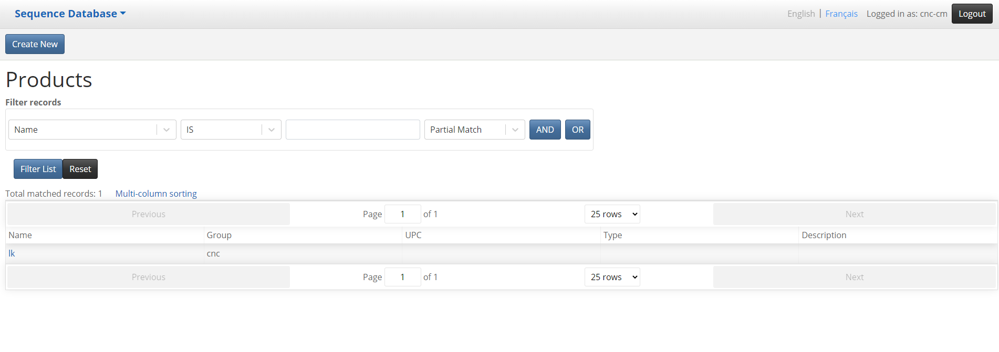 Sequence Database
English | Français Logged in as: cnc-cm Logout
Create New
Products
Filter records
Name IS Partial Match AND OR
Filter List Reset
Total matched records: 1 Multi-column sorting
Previous Page 1 of 1 25 rows Next
Name Group UPC Type Description
lk cnc
Previous Page 1 of 1 25 rows Next